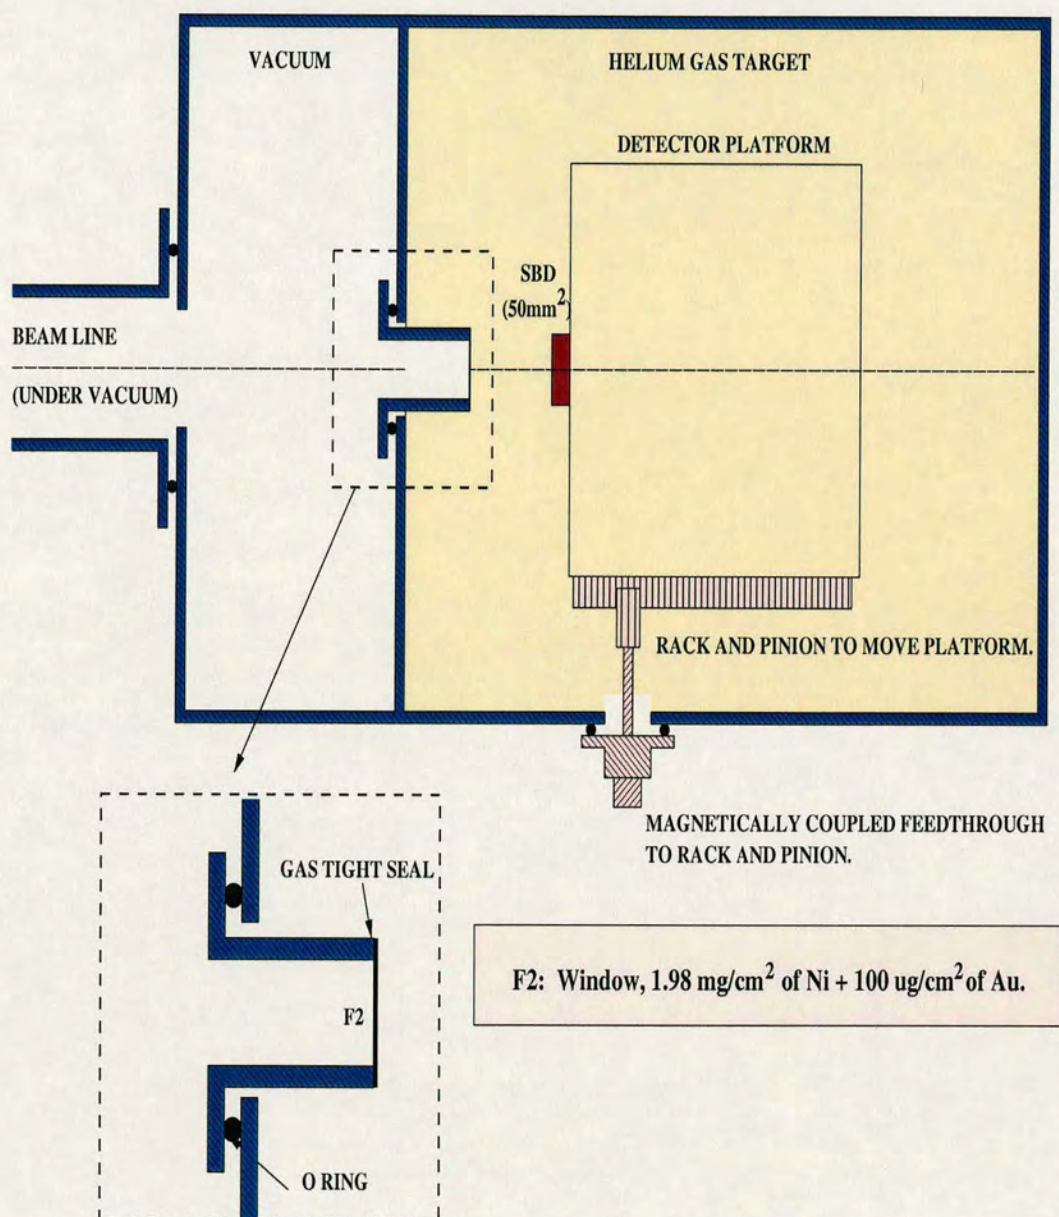 VACUUM
HELIUM GAS TARGET
DETECTOR PLATFORM
SBD
(50mm²)
BEAM LINE
(UNDER VACUUM)
RACK AND PINION TO MOVE PLATFORM.
MAGNETICALLY COUPLED FEEDTHROUGH
TO RACK AND PINION.
GAS TIGHT SEAL
F2
O RING
F2: Window, 1.98 mg/cm² of Ni + 100 ug/cm² of Au.